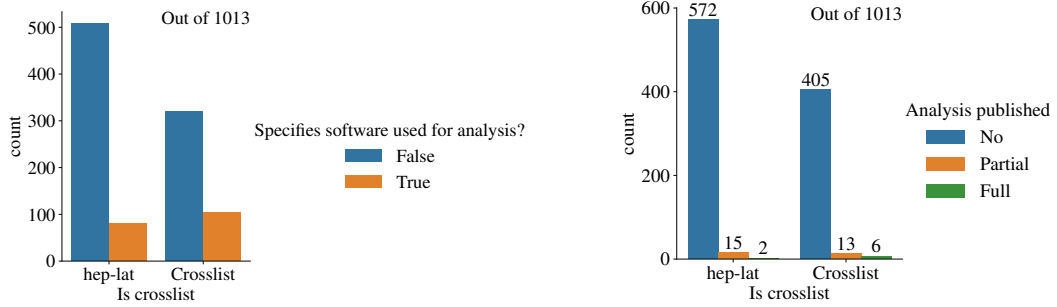 Out of 1013
500
400
300
200
100
0
count
hep-lat
Crosslist
Is crosslist
Specifies software used for analysis?
False
True
Out of 1013
600
400
200
0
count
572
15
2
405
13
6
hep-lat
Crosslist
Is crosslist
Analysis published
No
Partial
Full